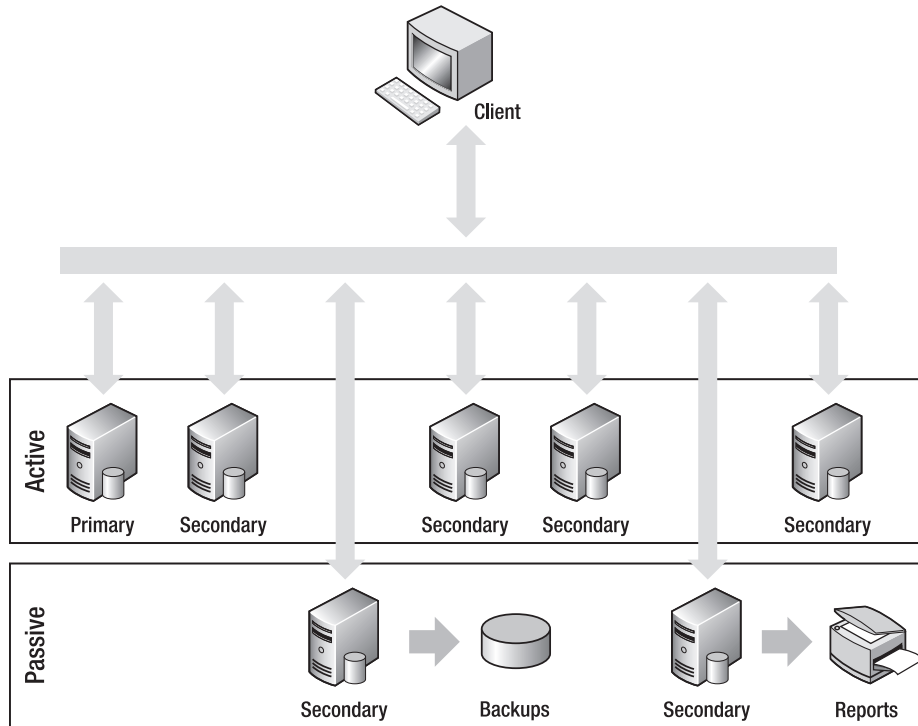 Client
Active
Primary
Secondary
Secondary
Secondary
Secondary
Passive
Secondary
Backups
Secondary
Reports